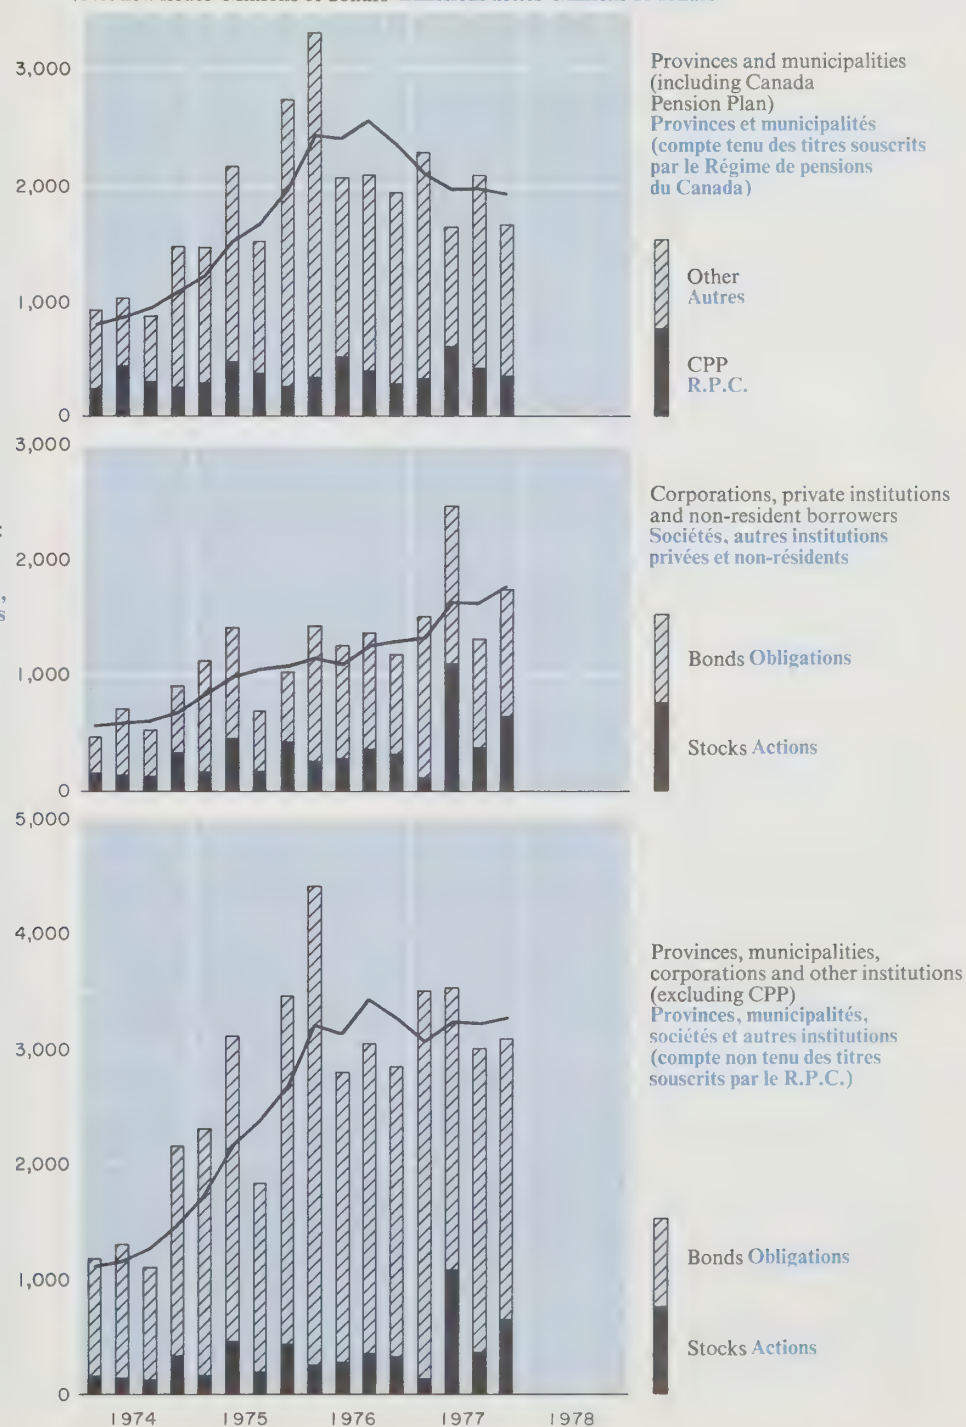 3,000
2,000
1,000
0
Provinces and municipalities
(including Canada
Pension Plan)
Provinces et municipalités
(compte tenu des titres souscrits
par le Régime de pensions
du Canada)
Other
Autres
CPP
R.P.C.
3,000
2,000
1,000
0
Corporations, private institutions
and non-resident borrowers
Sociétés, autres institutions
privées et non-résidents
Bonds Obligations
Stocks Actions
5,000
4,000
3,000
2,000
1,000
0
Provinces, municipalities,
corporations and other institutions
(excluding CPP)
Provinces, municipalités,
sociétés et autres institutions
(compte non tenu des titres
souscrits par le R.P.C.)
Bonds Obligations
Stocks Actions
1974 1975 1976 1977 1978